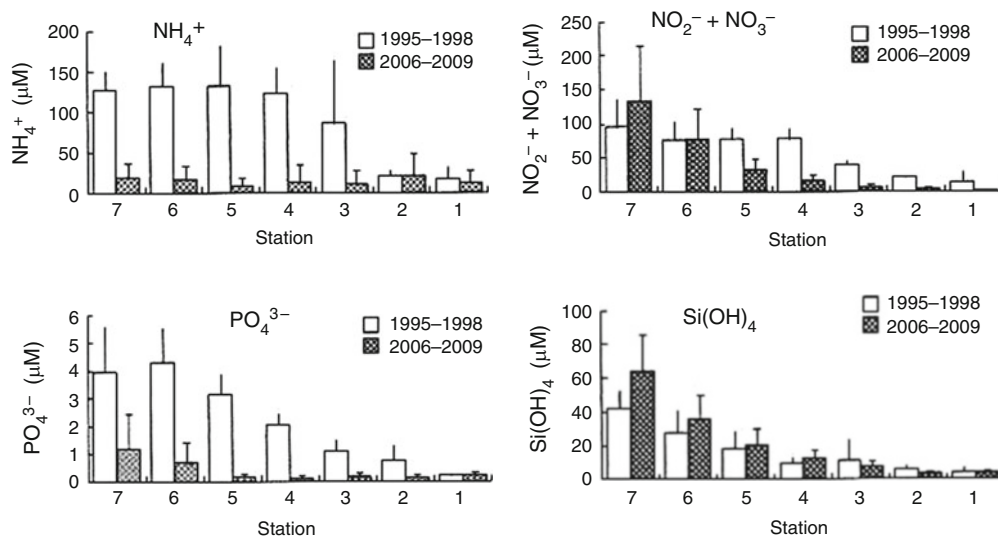 NH₄⁺
1995–1998
2006–2009
NH₄⁺ (μM)
200
150
100
50
0
7 6 5 4 3 2 1
Station
NO₂⁻ + NO₃⁻
1995–1998
2006–2009
NO₂⁻ + NO₃⁻ (μM)
250
200
150
100
50
0
7 6 5 4 3 2 1
Station
PO₄³⁻
1995–1998
2006–2009
PO₄³⁻ (μM)
6
5
4
3
2
1
0
7 6 5 4 3 2 1
Station
Si(OH)₄
1995–1998
2006–2009
Si(OH)₄ (μM)
100
80
60
40
20
0
7 6 5 4 3 2 1
Station